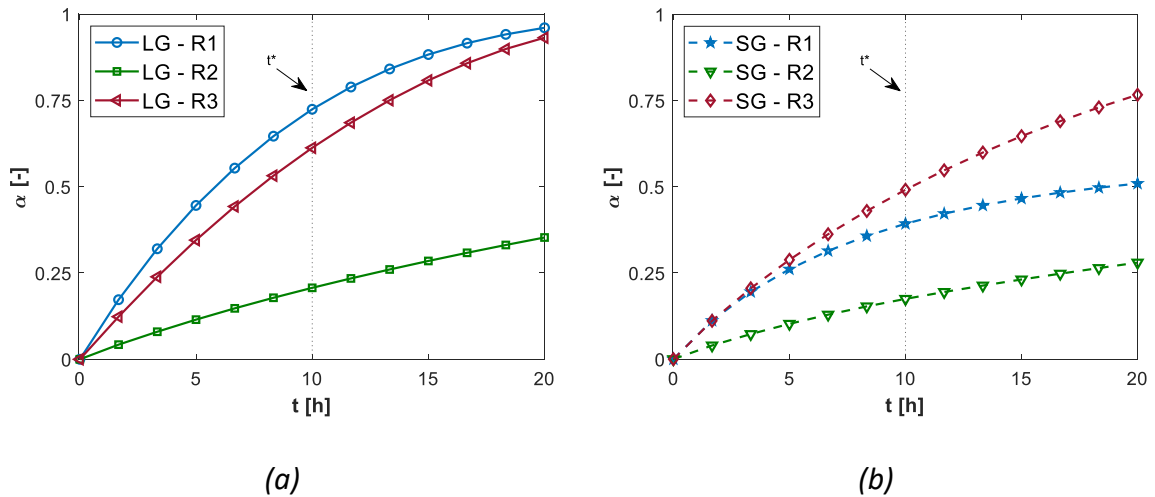 1
0.75
0.5
0.25
0
α [-]
LG - R1
LG - R2
LG - R3
t*
0 5 10 15 20
t [h]
(a)
1
0.75
0.5
0.25
0
α [-]
SG - R1
SG - R2
SG - R3
t*
0 5 10 15 20
t [h]
(b)